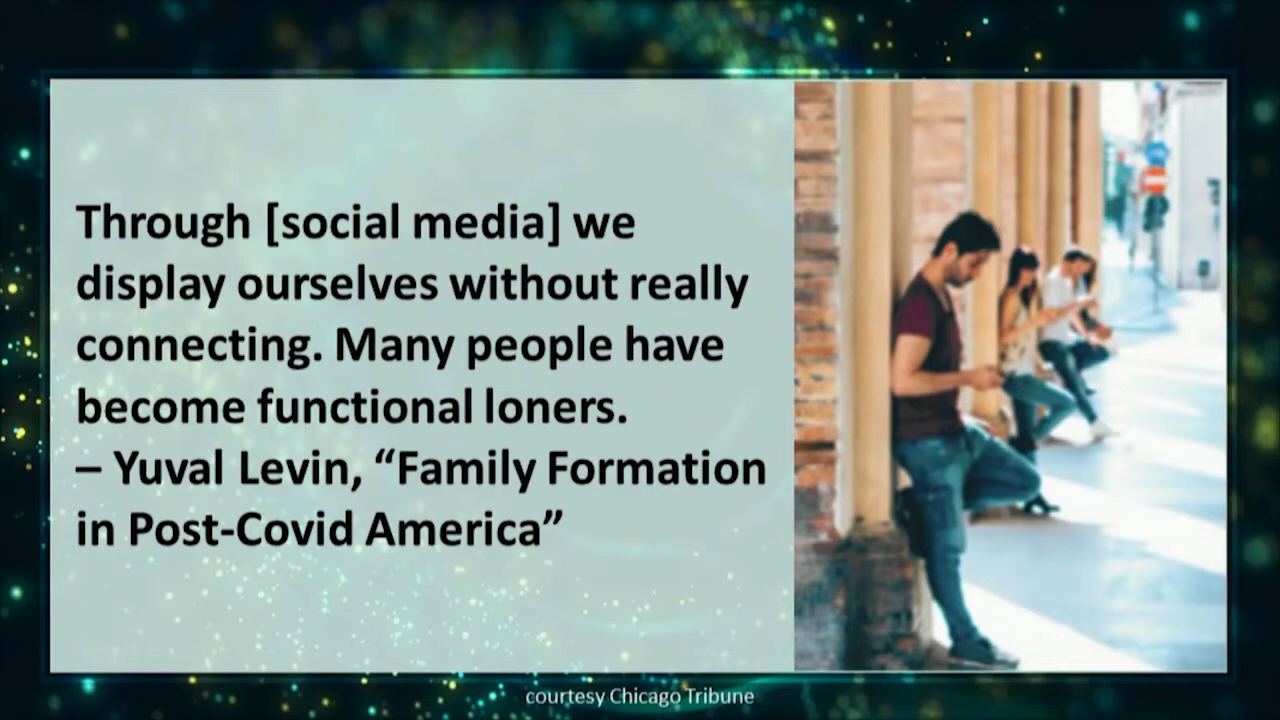 Through [social media] we
display ourselves without really
connecting. Many people have
become functional loners.
– Yuval Levin, “Family Formation
in Post-Covid America”
courtesy Chicago Tribune